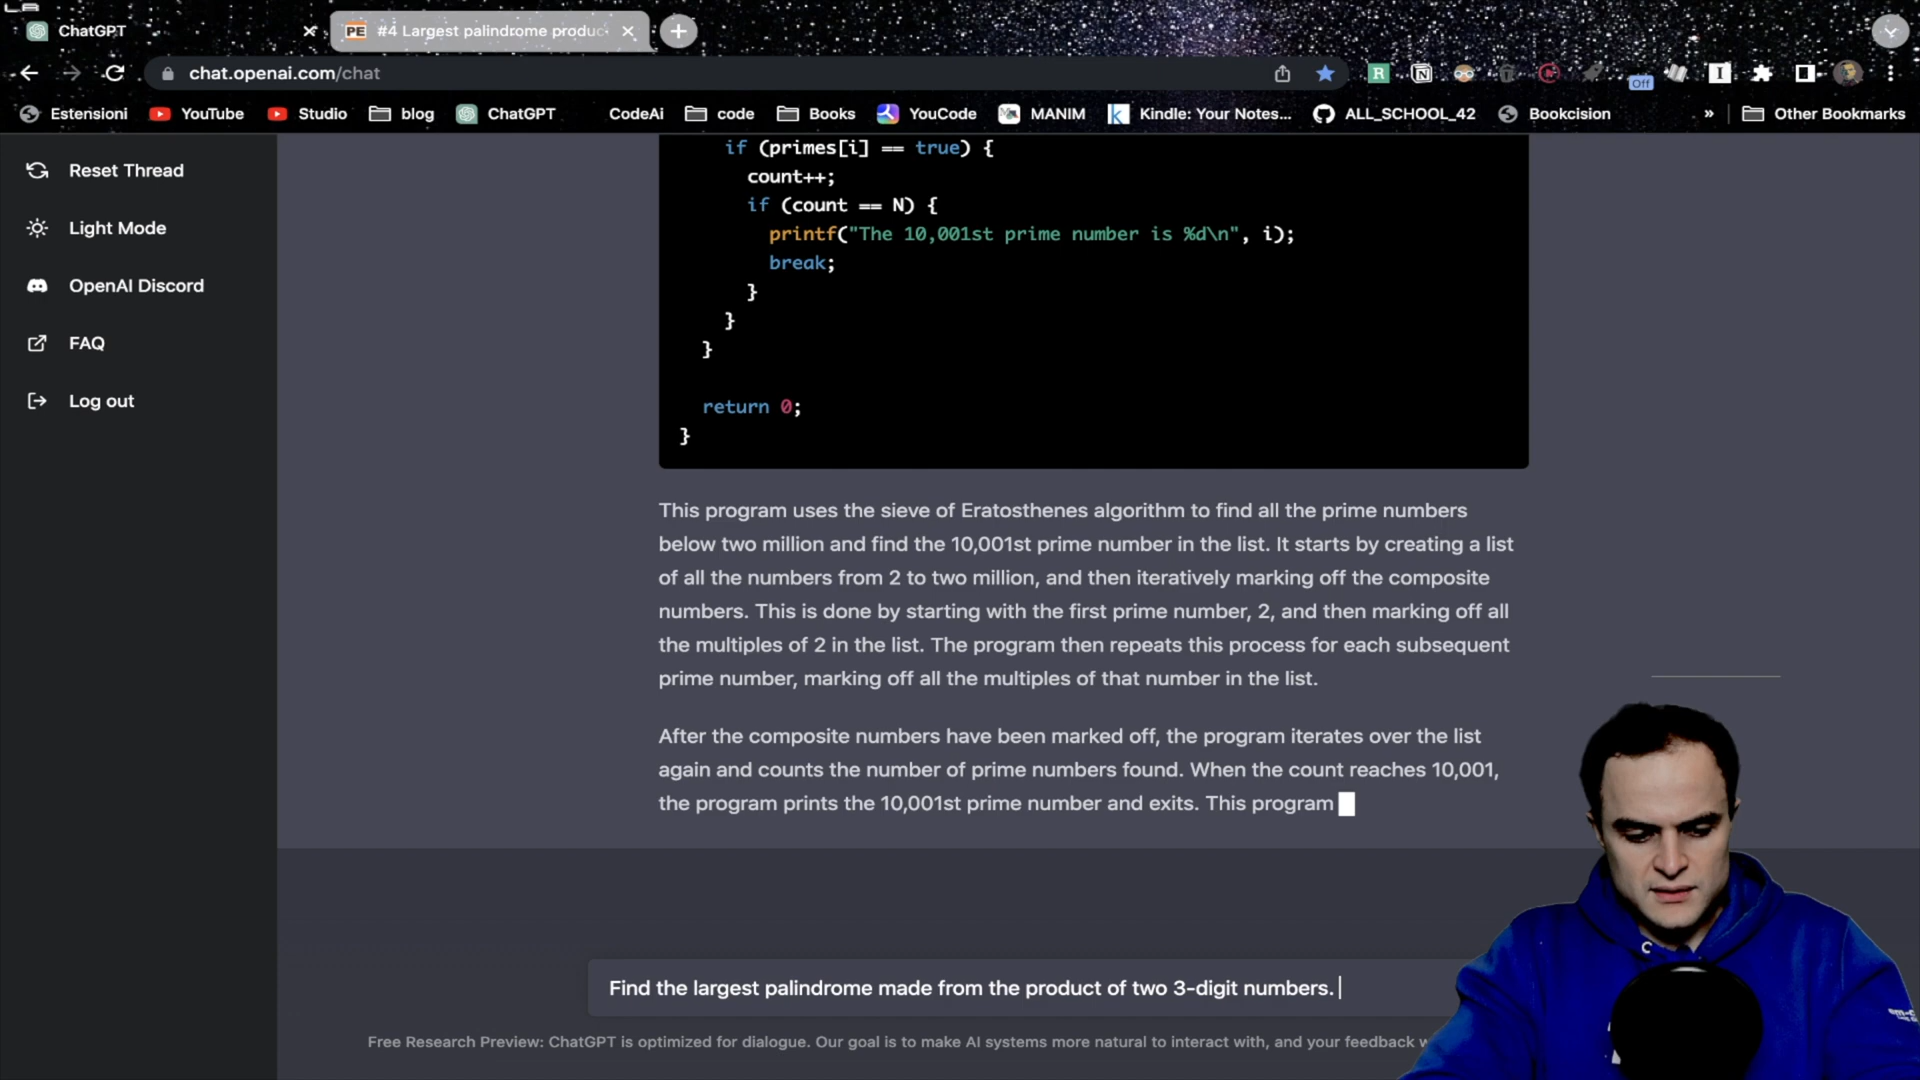 ChatGPT
PE #4 Largest palindrome produc
chat.openai.com/chat
R
N
Off
I
Estensioni
YouTube
Studio
blog
ChatGPT
CodeAi
code
Books
YouCode
MANIM
Kindle: Your Notes...
ALL_SCHOOL_42
Bookcision
»
Other Bookmarks
Reset Thread
Light Mode
OpenAI Discord
FAQ
Log out
if (primes[i] == true) {
count++;
if (count == N) {
printf("The 10,001st prime number is %d\n", i);
break;
}
}
}
return 0;
}
This program uses the sieve of Eratosthenes algorithm to find all the prime numbers
below two million and find the 10,001st prime number in the list. It starts by creating a list
of all the numbers from 2 to two million, and then iteratively marking off the composite
numbers. This is done by starting with the first prime number, 2, and then marking off all
the multiples of 2 in the list. The program then repeats this process for each subsequent
prime number, marking off all the multiples of that number in the list.
After the composite numbers have been marked off, the program iterates over the list
again and counts the number of prime numbers found. When the count reaches 10,001,
the program prints the 10,001st prime number and exits. This program
Find the largest palindrome made from the product of two 3-digit numbers.
Free Research Preview: ChatGPT is optimized for dialogue. Our goal is to make AI systems more natural to interact with, and your feedback w